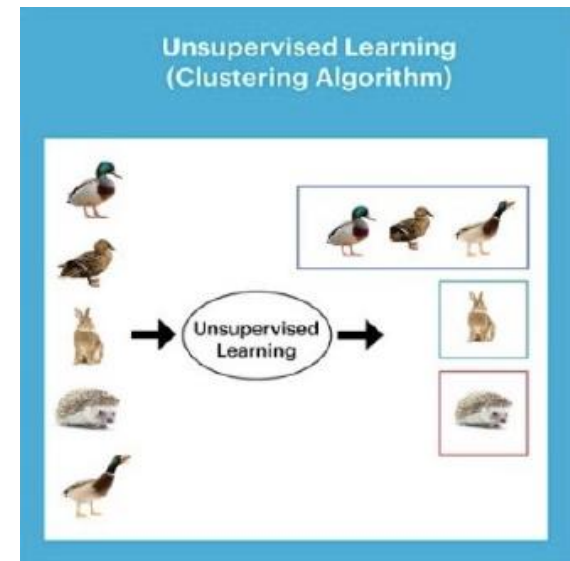 Unsupervised Learning
(Clustering Algorithm)
Unsupervised
Learning